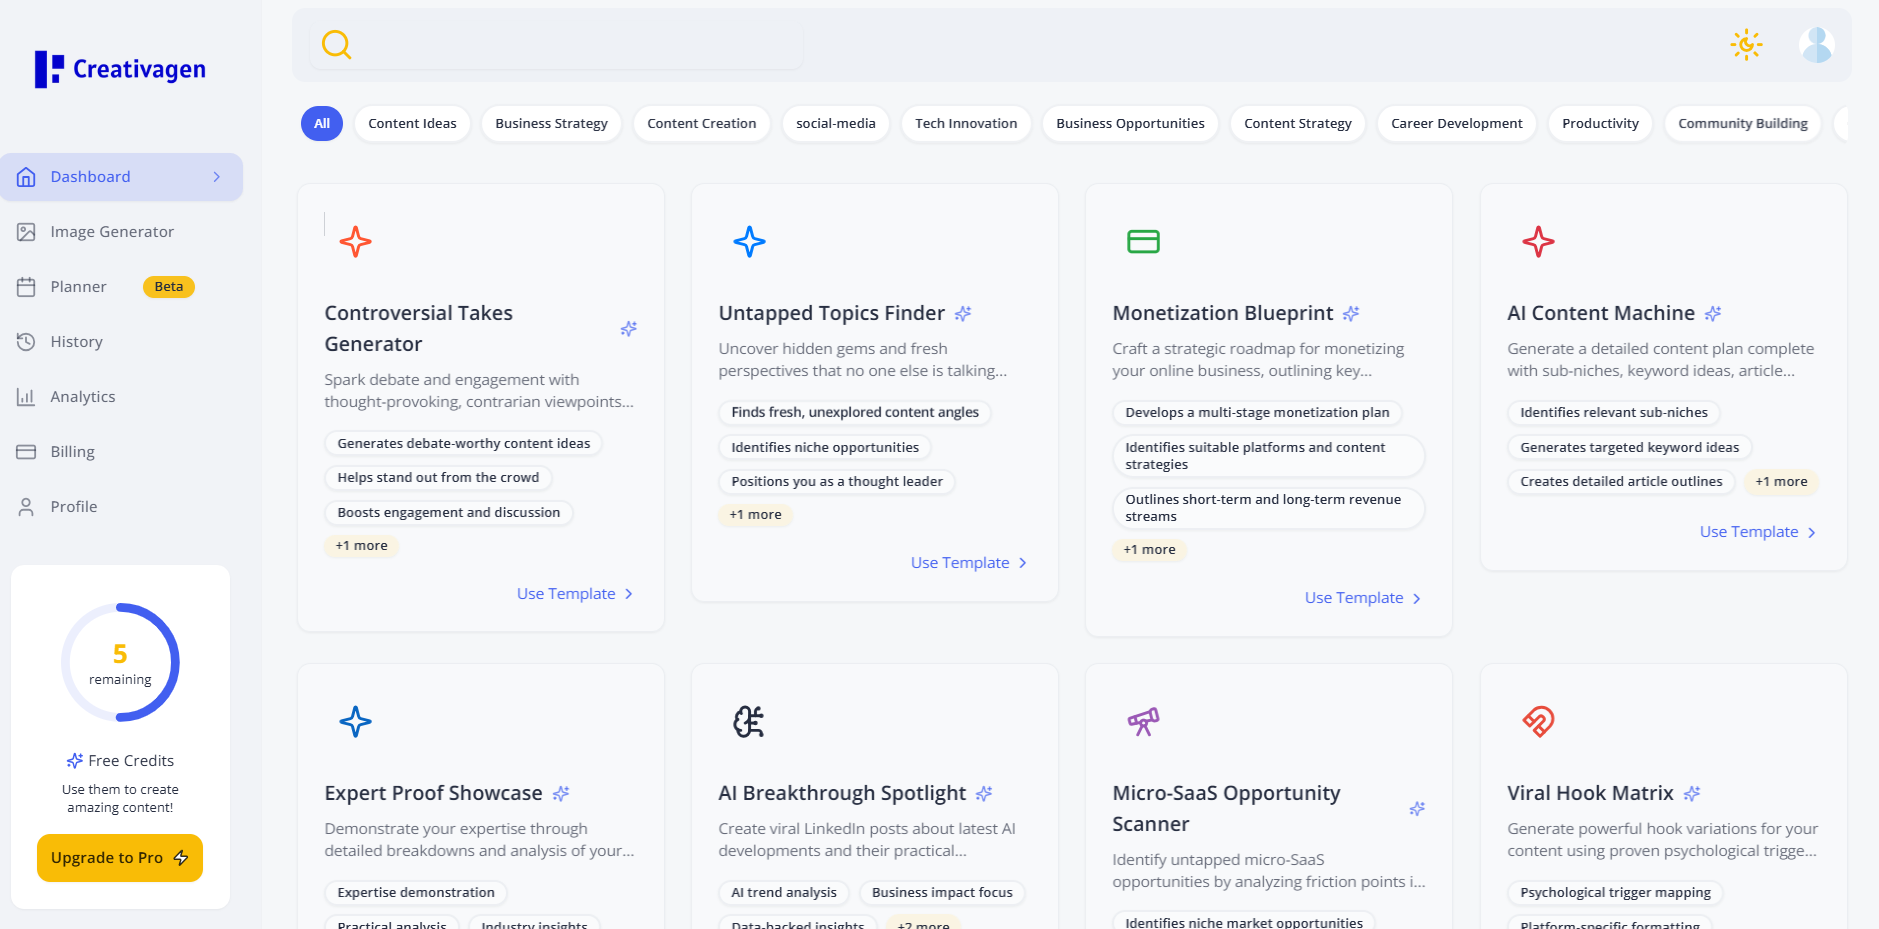 Creativagen
Dashboard
Image Generator
Planner Beta
History
Analytics
Billing
Profile
5
remaining
Free Credits
Use them to create
amazing content!
Upgrade to Pro
All Content Ideas Business Strategy Content Creation social-media Tech Innovation Business Opportunities Content Strategy Career Development Productivity Community Building
Controversial Takes
Generator
Spark debate and engagement with
thought-provoking, contrarian viewpoints...
Generates debate-worthy content ideas
Helps stand out from the crowd
Boosts engagement and discussion
+1 more
Use Template
Untapped Topics Finder
Uncover hidden gems and fresh
perspectives that no one else is talking...
Finds fresh, unexplored content angles
Identifies niche opportunities
Positions you as a thought leader
+1 more
Use Template
Monetization Blueprint
Craft a strategic roadmap for monetizing
your online business, outlining key...
Develops a multi-stage monetization plan
Identifies suitable platforms and content
strategies
Outlines short-term and long-term revenue
streams
+1 more
Use Template
AI Content Machine
Generate a detailed content plan complete
with sub-niches, keyword ideas, article...
Identifies relevant sub-niches
Generates targeted keyword ideas
Creates detailed article outlines +1 more
Use Template
Expert Proof Showcase
Demonstrate your expertise through
detailed breakdowns and analysis of your...
Expertise demonstration
Practical analysis Industry insights
AI Breakthrough Spotlight
Create viral LinkedIn posts about latest AI
developments and their practical...
AI trend analysis Business impact focus
Data-backed insights +2 more
Micro-SaaS Opportunity
Scanner
Identify untapped micro-SaaS
opportunities by analyzing friction points i...
Identifies niche market opportunities
Viral Hook Matrix
Generate powerful hook variations for your
content using proven psychological trigge...
Psychological trigger mapping
Platform-specific formatting